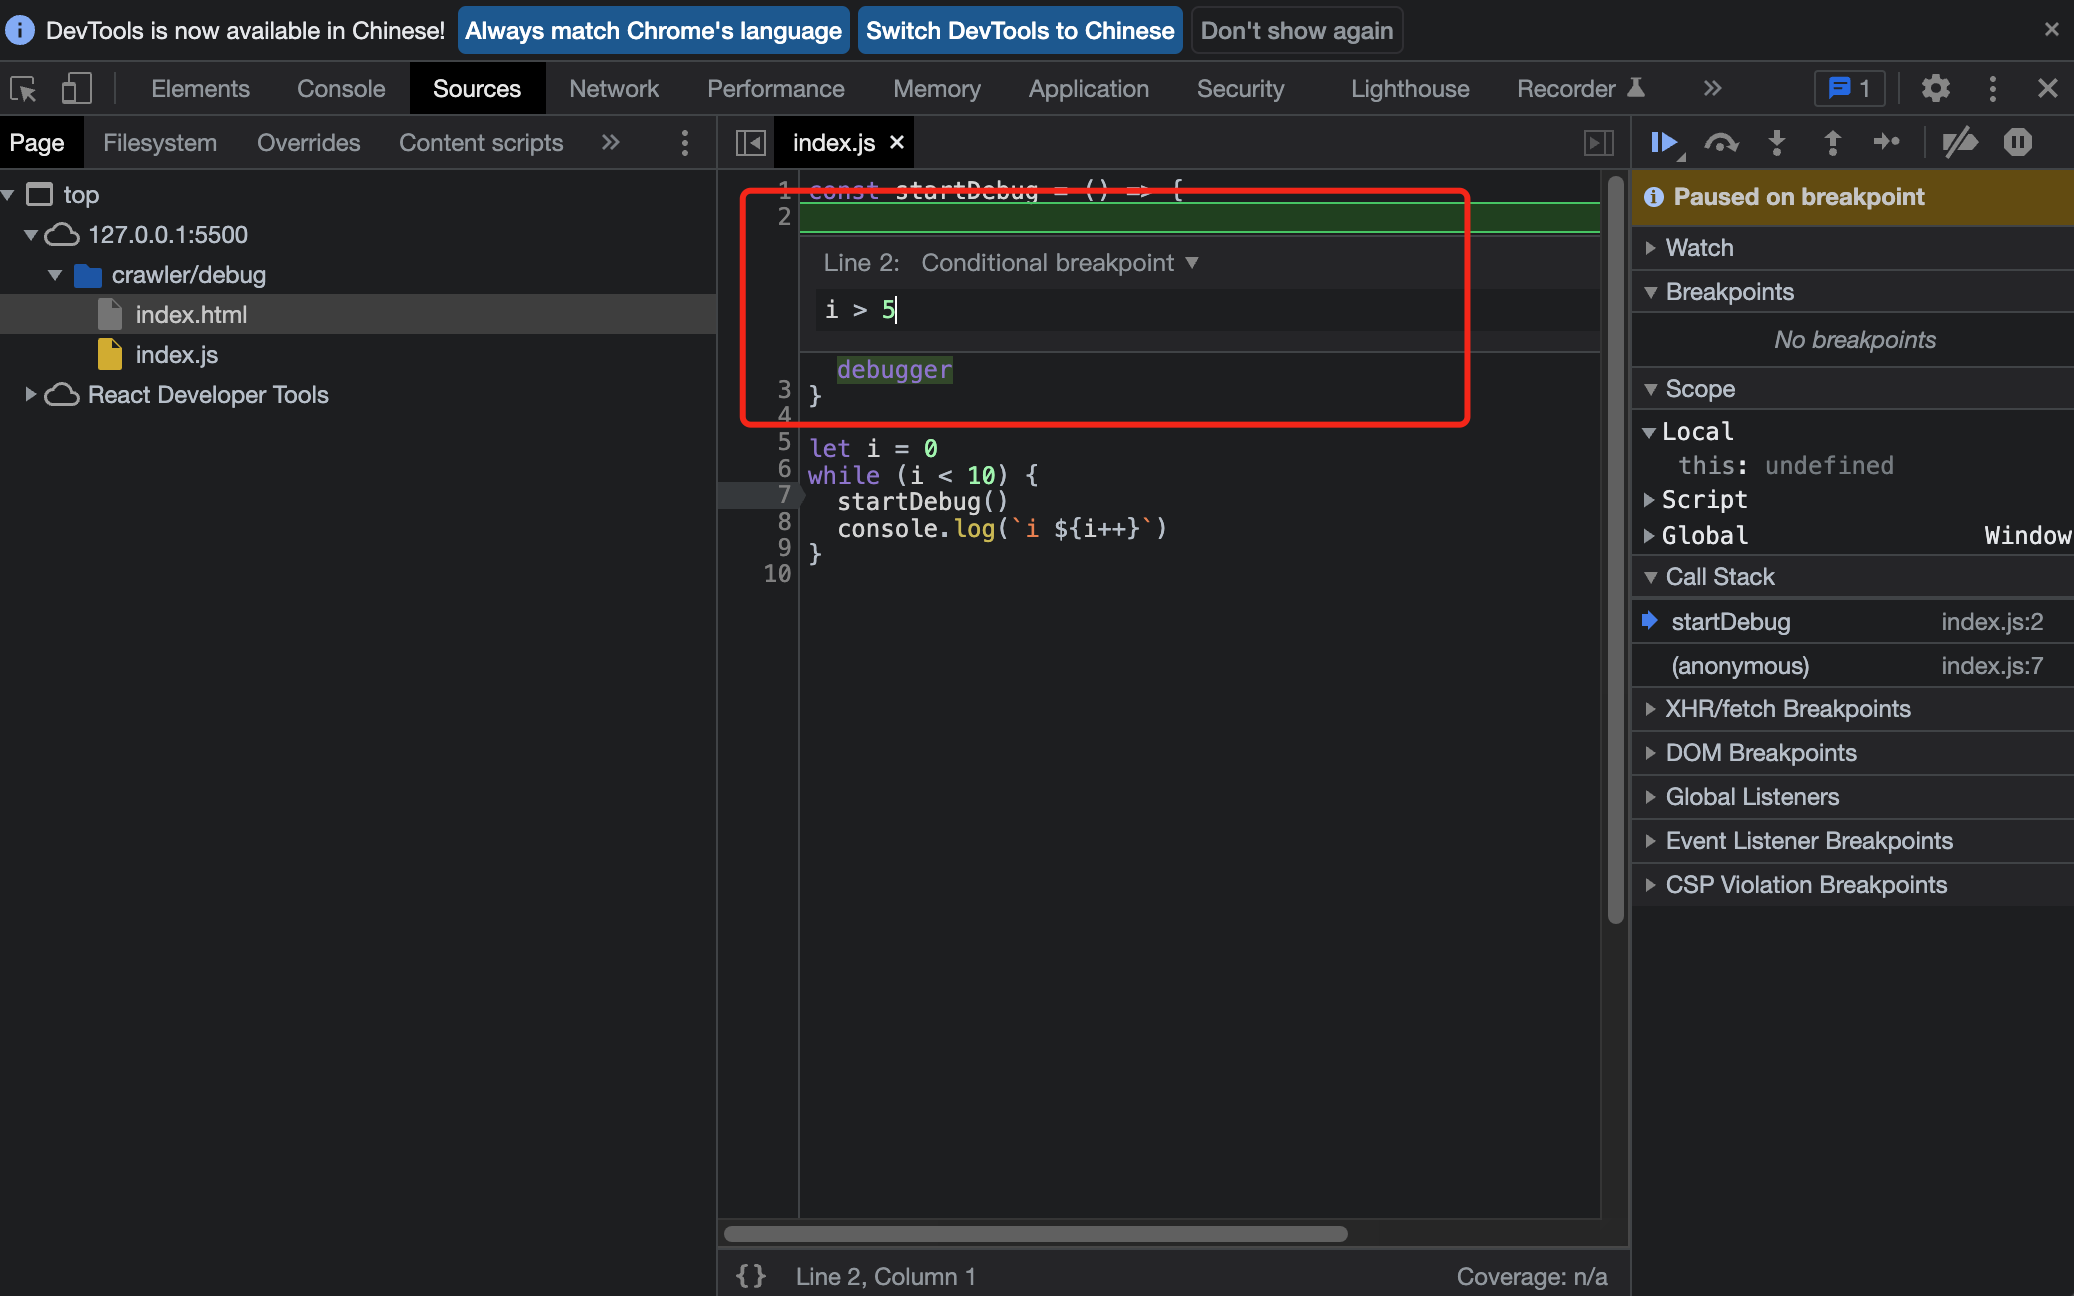 DevTools is now available in Chinese! Always match Chrome's language Switch DevTools to Chinese Don't show again
Elements Console Sources Network Performance Memory Application Security Lighthouse Recorder 1
Page Filesystem Overrides Content scripts
top
127.0.0.1:5500
crawler/debug
index.html
index.js
React Developer Tools
index.js
1 const startDebug = () => {
2
Line 2: Conditional breakpoint
i > 5
debugger
3 }
4
5 let i = 0
6 while (i < 10) {
7 startDebug()
8 console.log(`i ${i++}`)
9 }
10
{} Line 2, Column 1 Coverage: n/a
Paused on breakpoint
Watch
Breakpoints
No breakpoints
Scope
Local
this: undefined
Script
Global Window
Call Stack
startDebug index.js:2
(anonymous) index.js:7
XHR/fetch Breakpoints
DOM Breakpoints
Global Listeners
Event Listener Breakpoints
CSP Violation Breakpoints